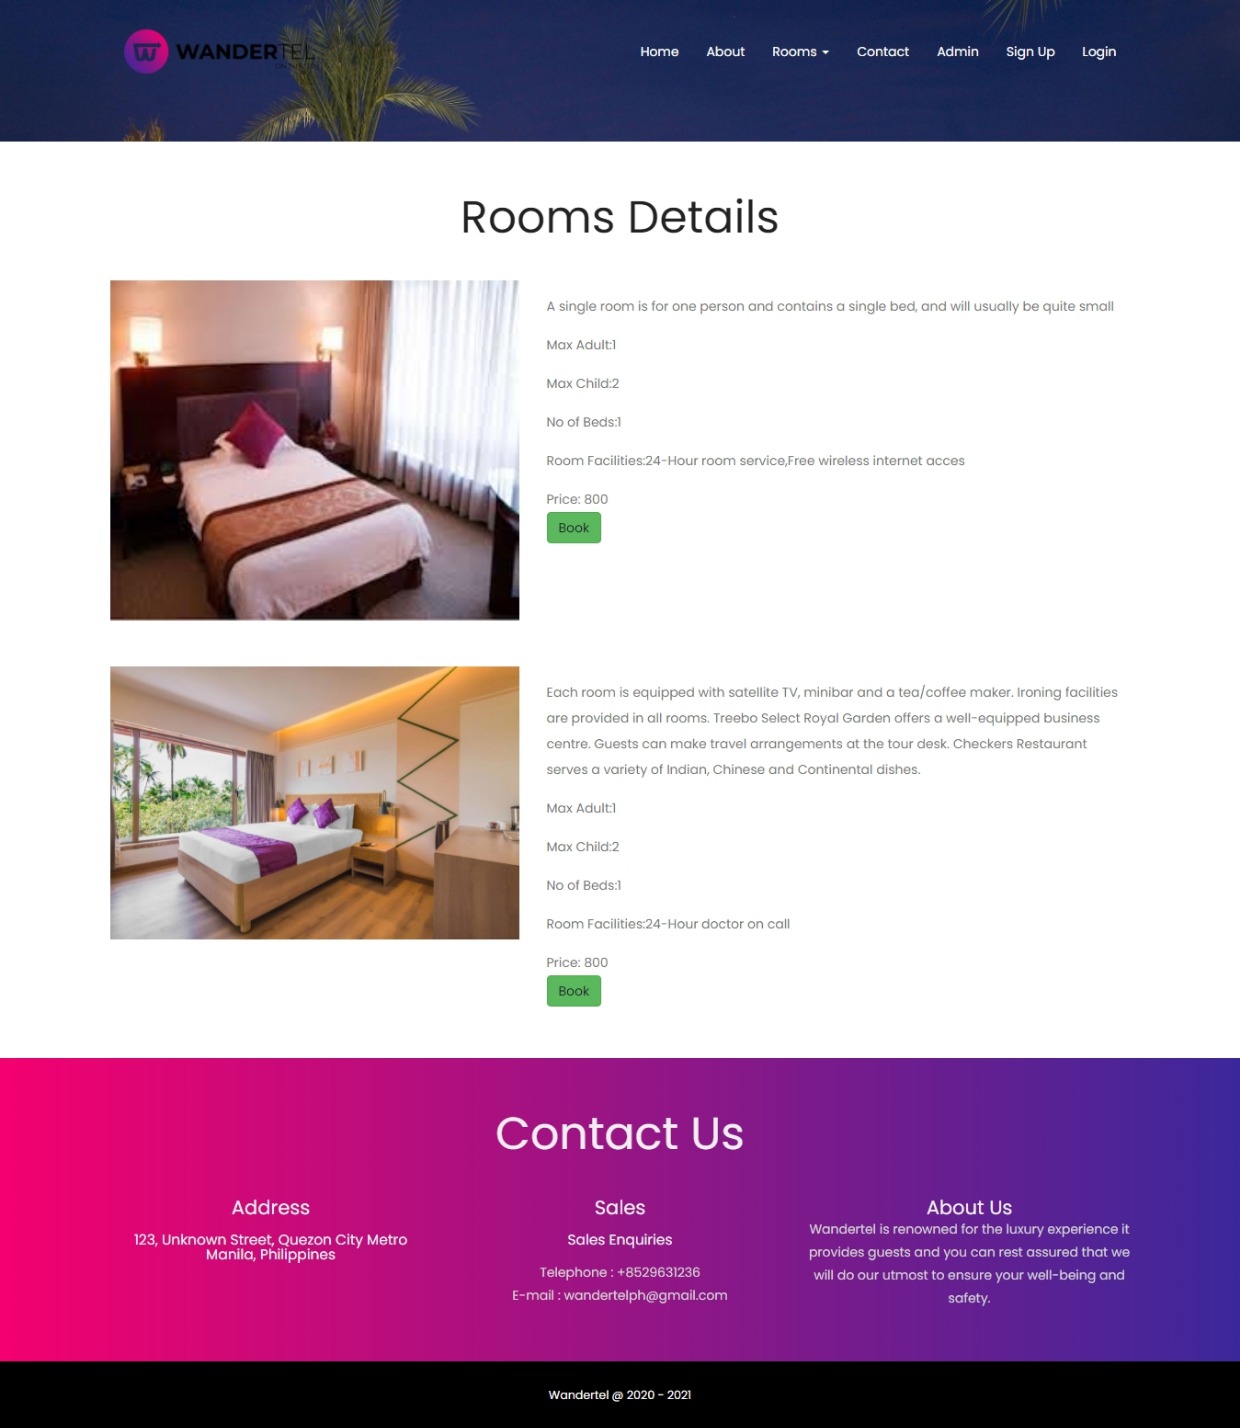 WANDERTEL
Home About Rooms Contact Admin Sign Up Login
Rooms Details
A single room is for one person and contains a single bed, and will usually be quite small
Max Adult:1
Max Child:2
No of Beds:1
Room Facilities:24-Hour room service,Free wireless internet acces
Price: 800
Book
Each room is equipped with satellite TV, minibar and a tea/coffee maker. Ironing facilities
are provided in all rooms. Treebo Select Royal Garden offers a well-equipped business
centre. Guests can make travel arrangements at the tour desk. Checkers Restaurant
serves a variety of Indian, Chinese and Continental dishes.
Max Adult:1
Max Child:2
No of Beds:1
Room Facilities:24-Hour doctor on call
Price: 800
Book
Contact Us
Address
123, Unknown Street, Quezon City Metro
Manila, Philippines
Sales
Sales Enquiries
Telephone : +8529631236
E-mail : wandertelph@gmail.com
About Us
Wandertel is renowned for the luxury experience it
provides guests and you can rest assured that we
will do our utmost to ensure your well-being and
safety.
Wandertel @ 2020 - 2021